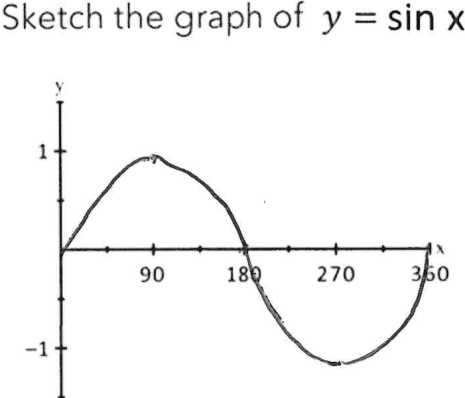 Sketch the graph of y = sin x
y
1
x
90 180 270 360
-1